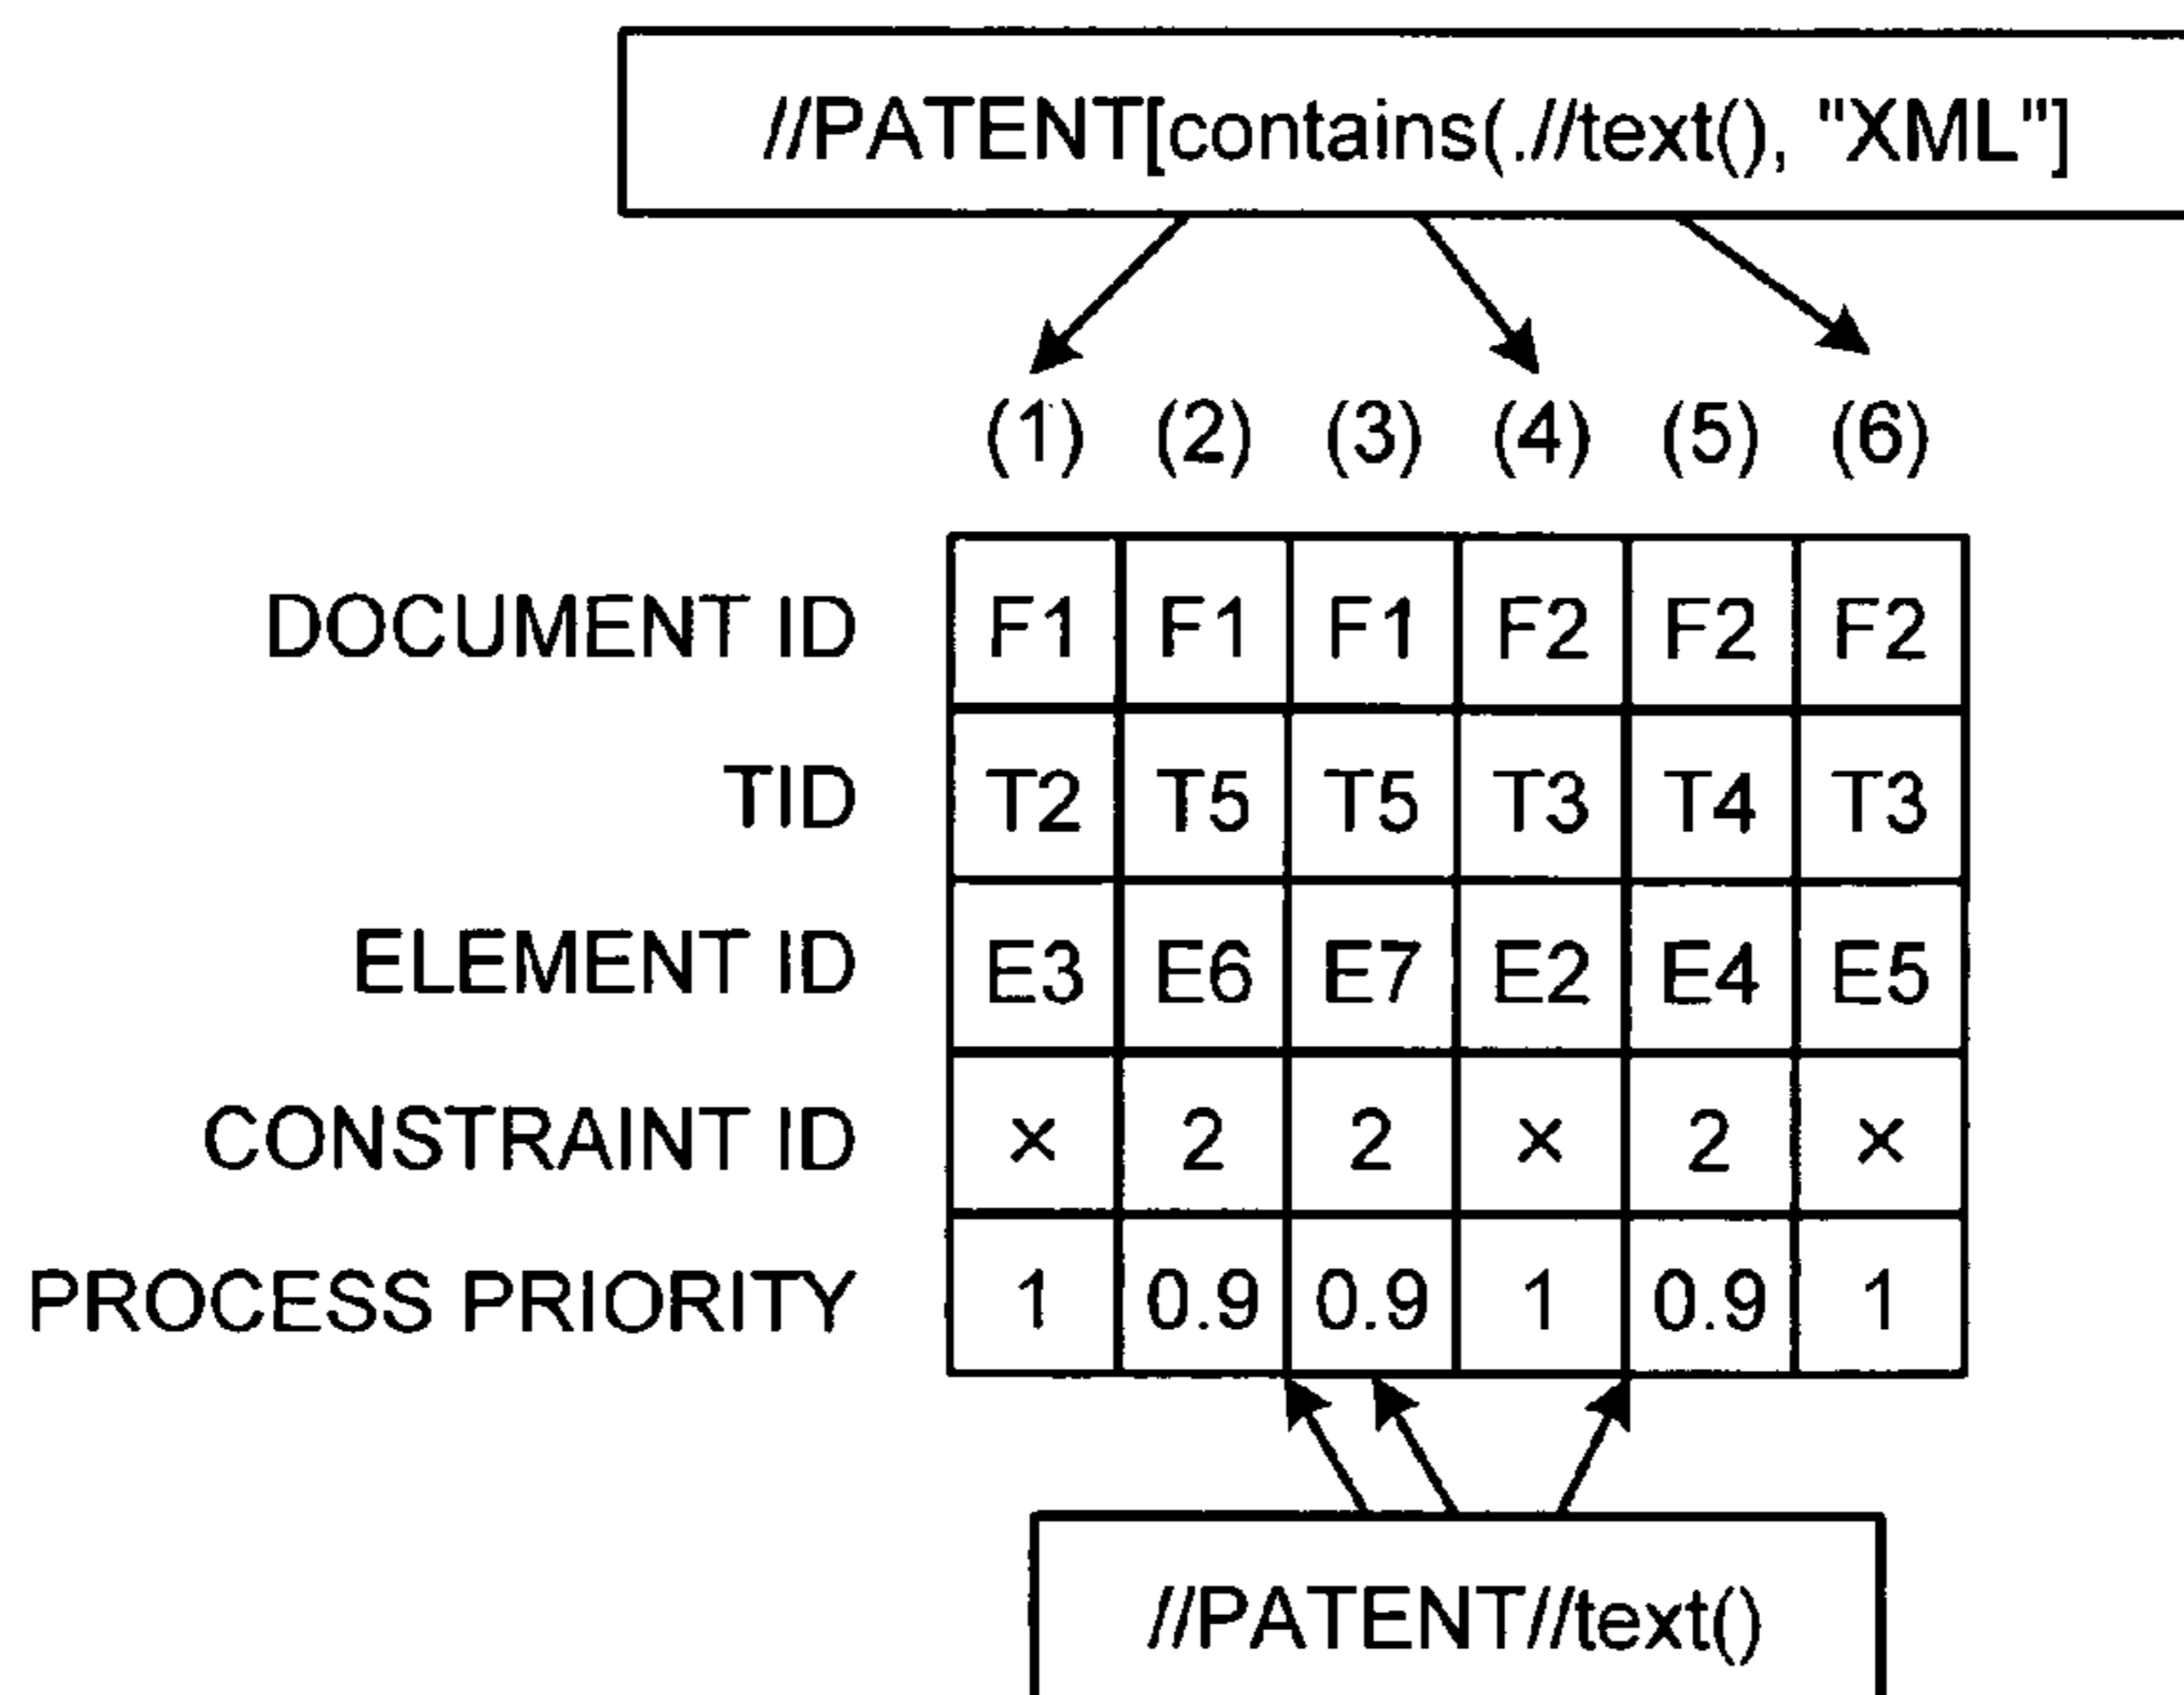 //PATENT[contains(.//text(), "XML"]
(1) (2) (3) (4) (5) (6)
DOCUMENT ID F1 F1 F1 F2 F2 F2
TID T2 T5 T5 T3 T4 T3
ELEMENT ID E3 E6 E7 E2 E4 E5
CONSTRAINT ID × 2 2 × 2 ×
PROCESS PRIORITY 1 0.9 0.9 1 0.9 1
//PATENT//text()